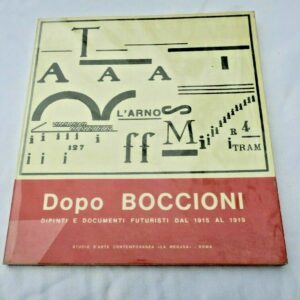 T
A A A A
L'ARNO S
M
ff
iiiiii
R 4
i TRAM
127
Dopo BOCCIONI
DIPINTI E DOCUMENTI FUTURISTI DAL 1915 AL 1919
STUDIO D'ARTE CONTEMPORANEA «LA MEDUSA» - ROMA